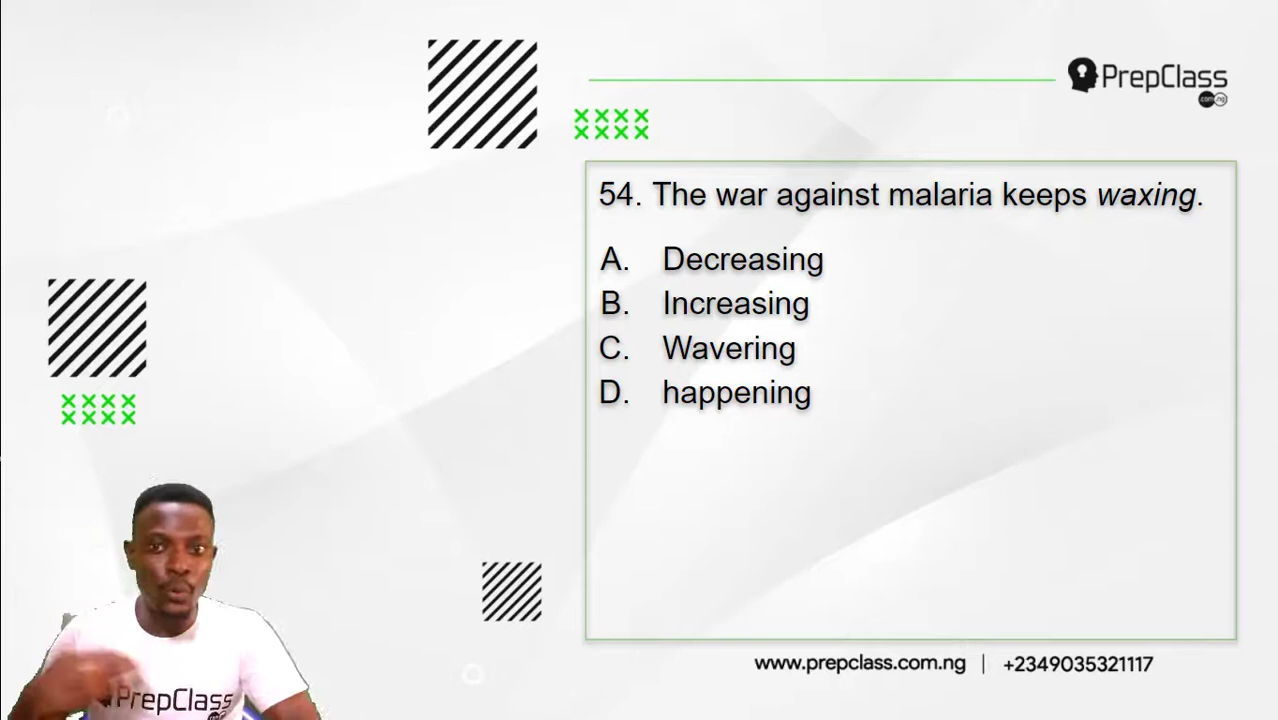 PrepClass
.com.ng
54. The war against malaria keeps waxing.
A. Decreasing
B. Increasing
C. Wavering
D. happening
PrepClass
www.prepclass.com.ng | +2349035321117